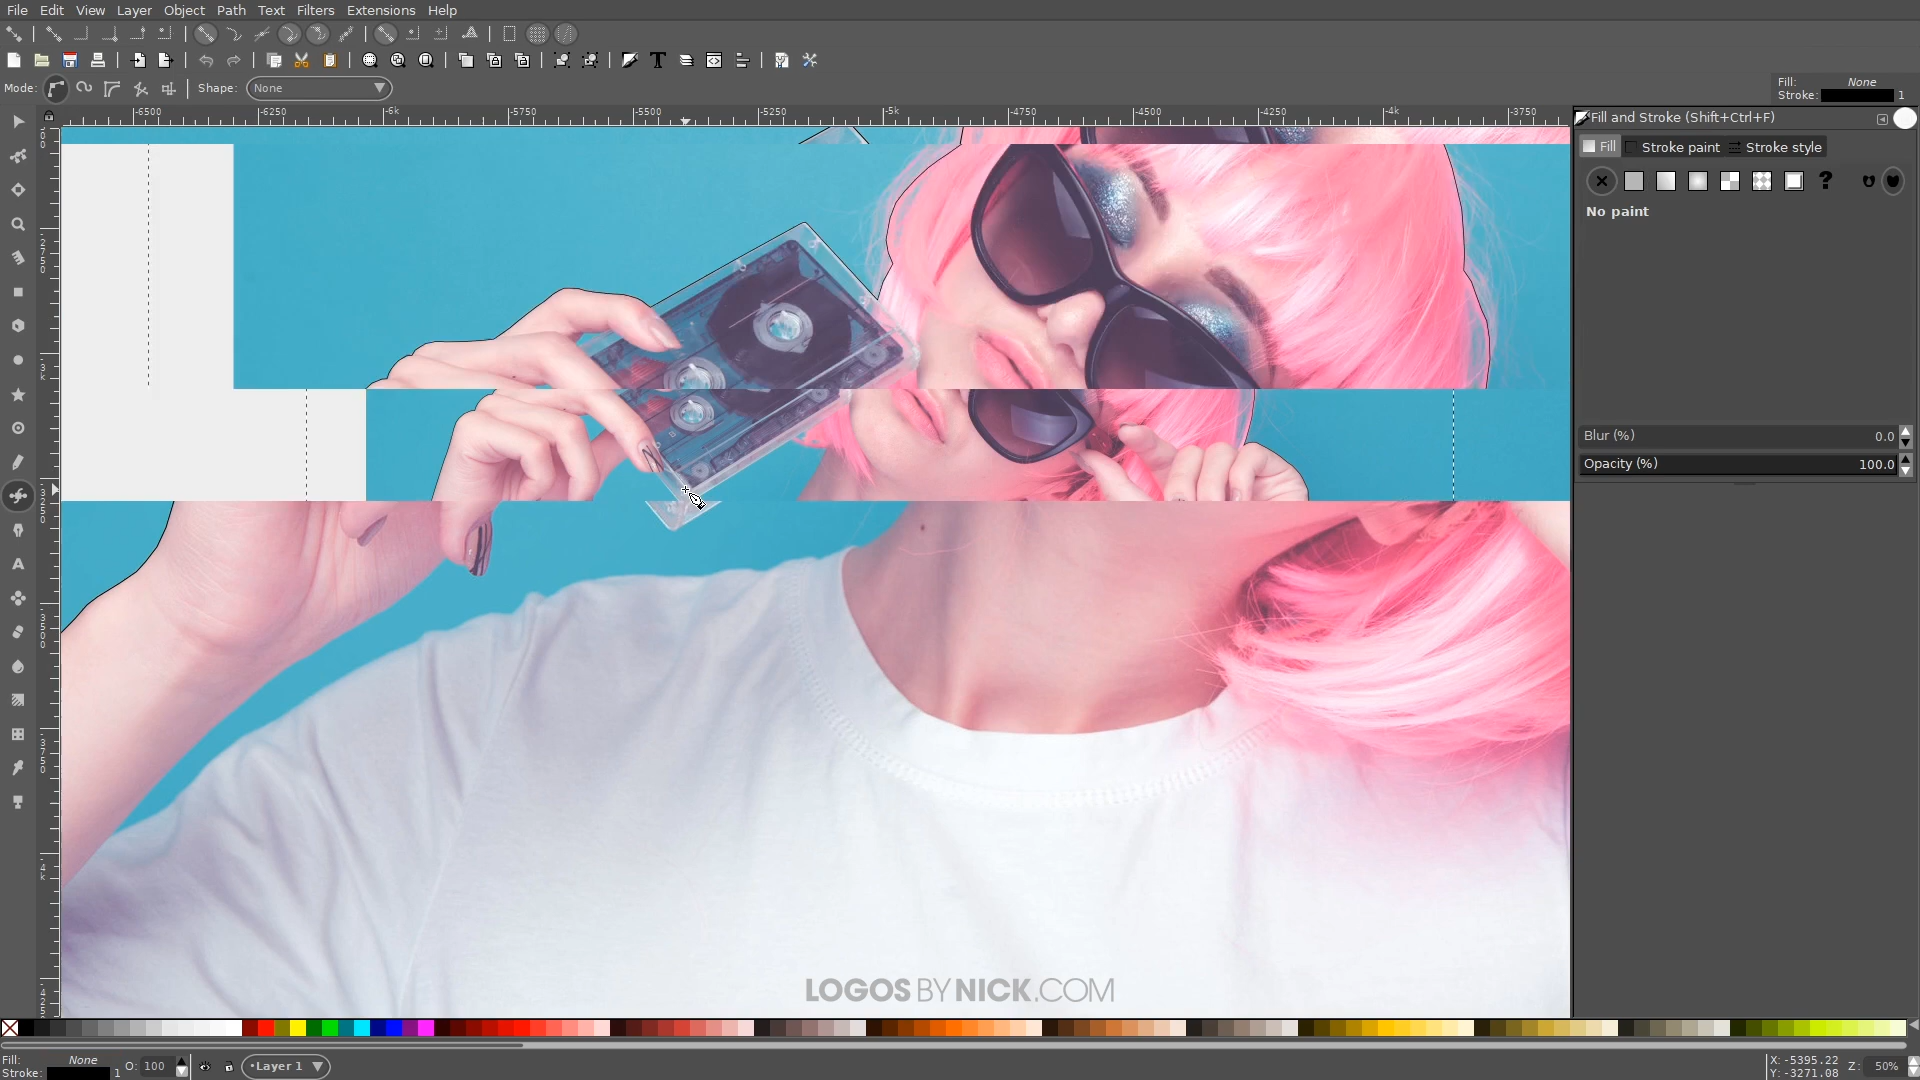 File Edit View Layer Object Path Text Filters Extensions Help
Mode: Shape: None
Fill: None
Stroke: 1
-6500 -6250 -6k -5750 -5500 -5250 -5k -4750 -4500 -4250 -4k -3750
Fill and Stroke (Shift+Ctrl+F)
Fill Stroke paint Stroke style
No paint
Blur (%) 0.0
Opacity (%) 100.0
LOGOS BY NICK.COM
Fill: None
Stroke: 1
O: 100
•Layer 1
X: -5395.22
Y: -3271.08
Z: 50%